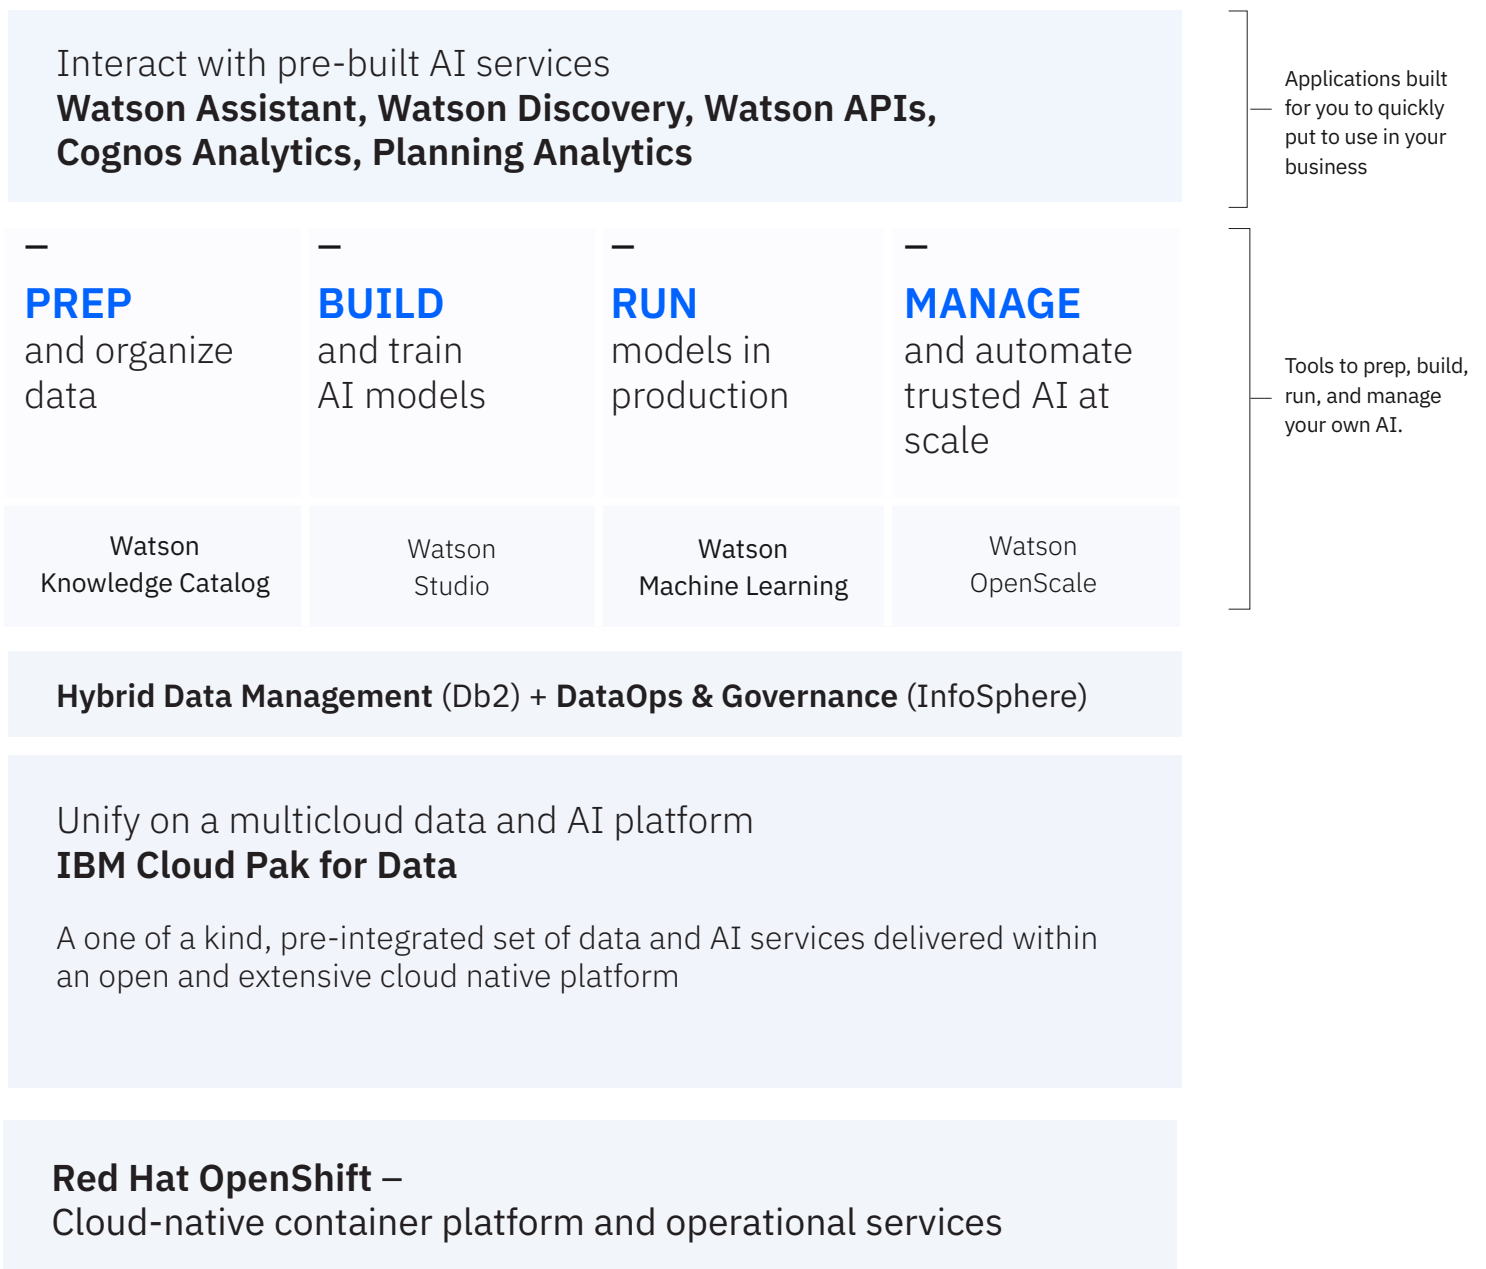 Interact with pre-built AI services
Watson Assistant, Watson Discovery, Watson APIs,
Cognos Analytics, Planning Analytics
Applications built
for you to quickly
put to use in your
business
–
PREP
and organize
data
–
BUILD
and train
AI models
–
RUN
models in
production
–
MANAGE
and automate
trusted AI at
scale
Tools to prep, build,
run, and manage
your own AI.
Watson
Knowledge Catalog
Watson
Studio
Watson
Machine Learning
Watson
OpenScale
Hybrid Data Management (Db2) + DataOps & Governance (InfoSphere)
Unify on a multicloud data and AI platform
IBM Cloud Pak for Data
A one of a kind, pre-integrated set of data and AI services delivered within
an open and extensive cloud native platform
Red Hat OpenShift –
Cloud-native container platform and operational services